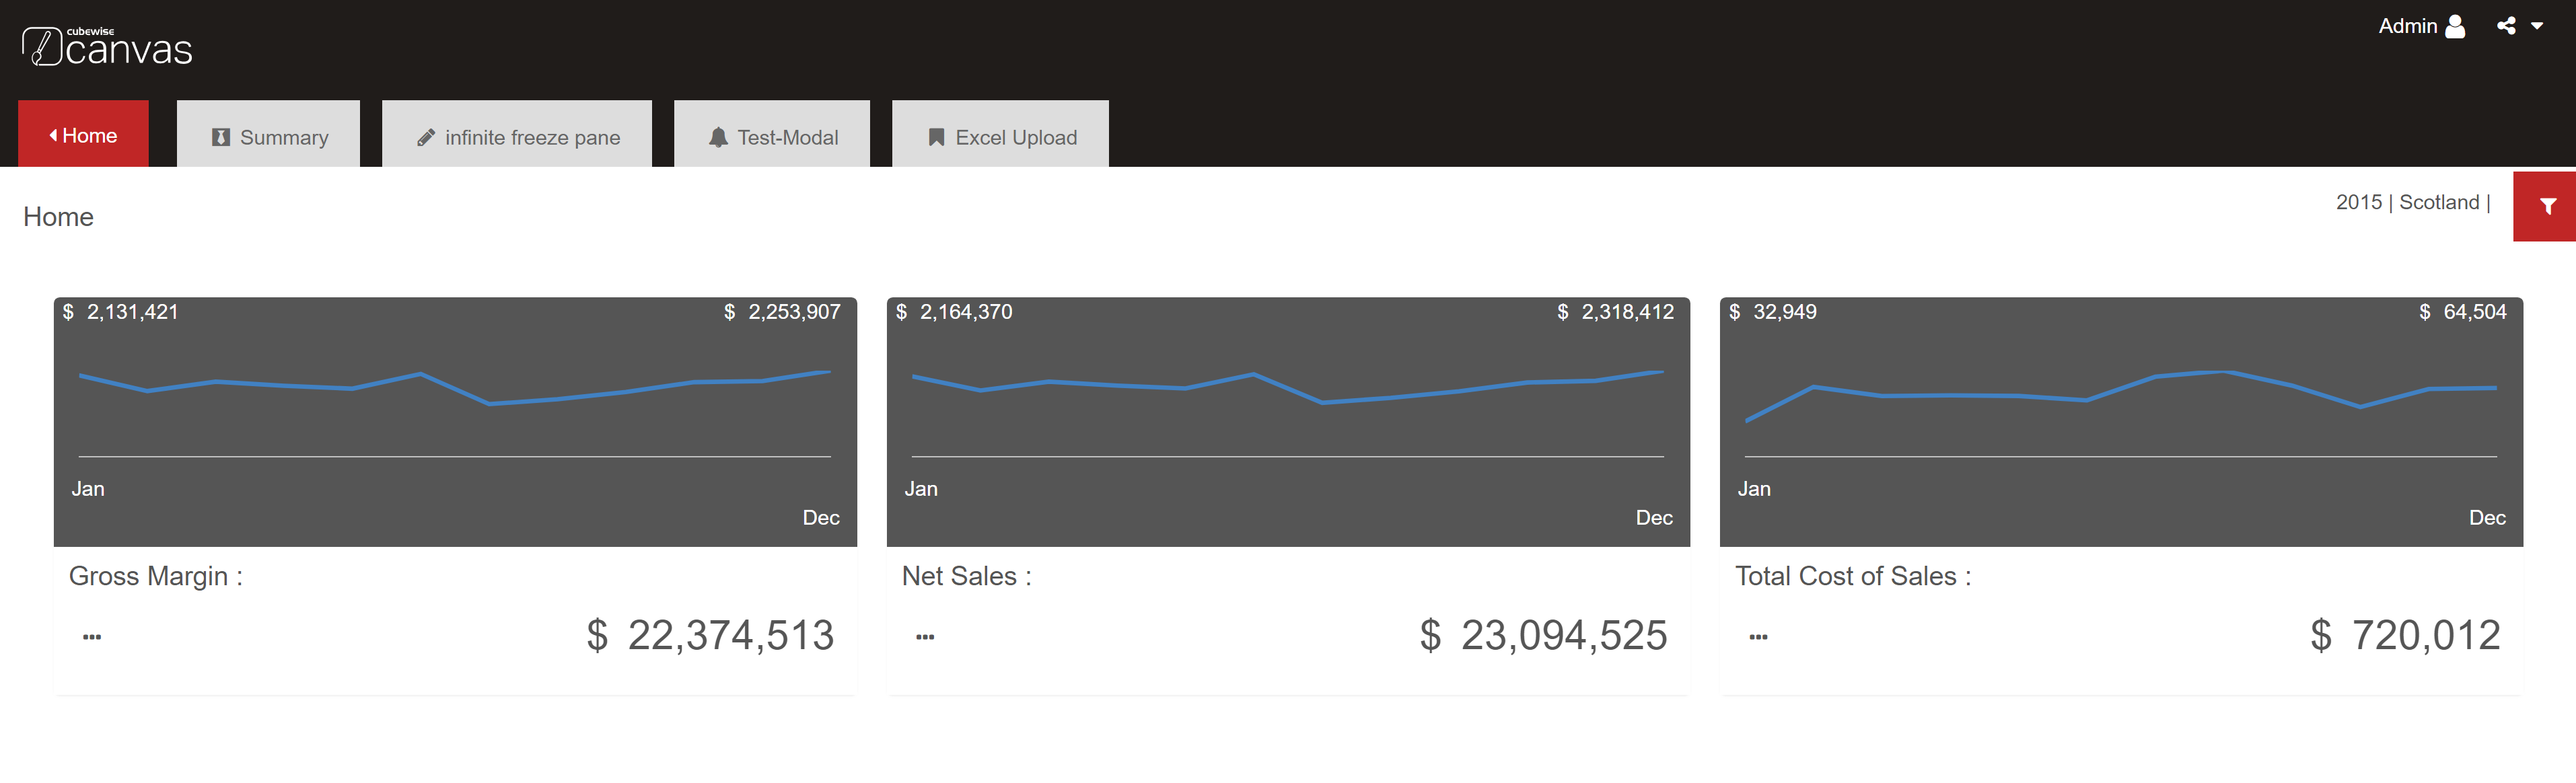 cubewise
canvas
Admin
Home
Summary
infinite freeze pane
Test-Modal
Excel Upload
Home
2015 | Scotland |
$ 2,131,421
$ 2,253,907
Jan
Dec
Gross Margin :
$ 22,374,513
$ 2,164,370
$ 2,318,412
Jan
Dec
Net Sales :
$ 23,094,525
$ 32,949
$ 64,504
Jan
Dec
Total Cost of Sales :
$ 720,012